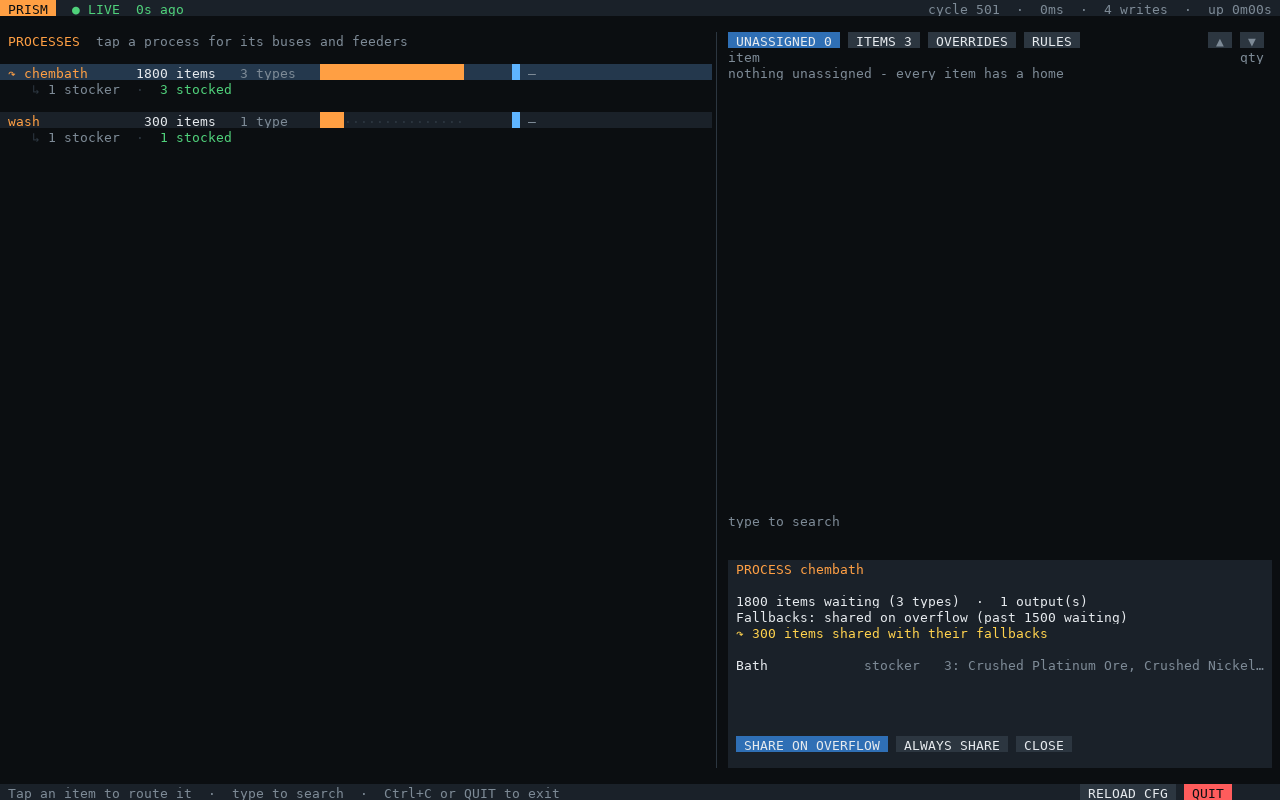 PRISM ● LIVE 0s ago cycle 501 · 0ms · 4 writes · up 0m00s
PROCESSES tap a process for its buses and feeders
↷ chembath 1800 items 3 types —
↳ 1 stocker · 3 stocked
wash 300 items 1 type —
↳ 1 stocker · 1 stocked
UNASSIGNED 0 ITEMS 3 OVERRIDES RULES ▲ ▼
item qty
nothing unassigned - every item has a home
type to search
PROCESS chembath
1800 items waiting (3 types) · 1 output(s)
Fallbacks: shared on overflow (past 1500 waiting)
↷ 300 items shared with their fallbacks
Bath stocker 3: Crushed Platinum Ore, Crushed Nickel…
SHARE ON OVERFLOW ALWAYS SHARE CLOSE
Tap an item to route it · type to search · Ctrl+C or QUIT to exit RELOAD CFG QUIT